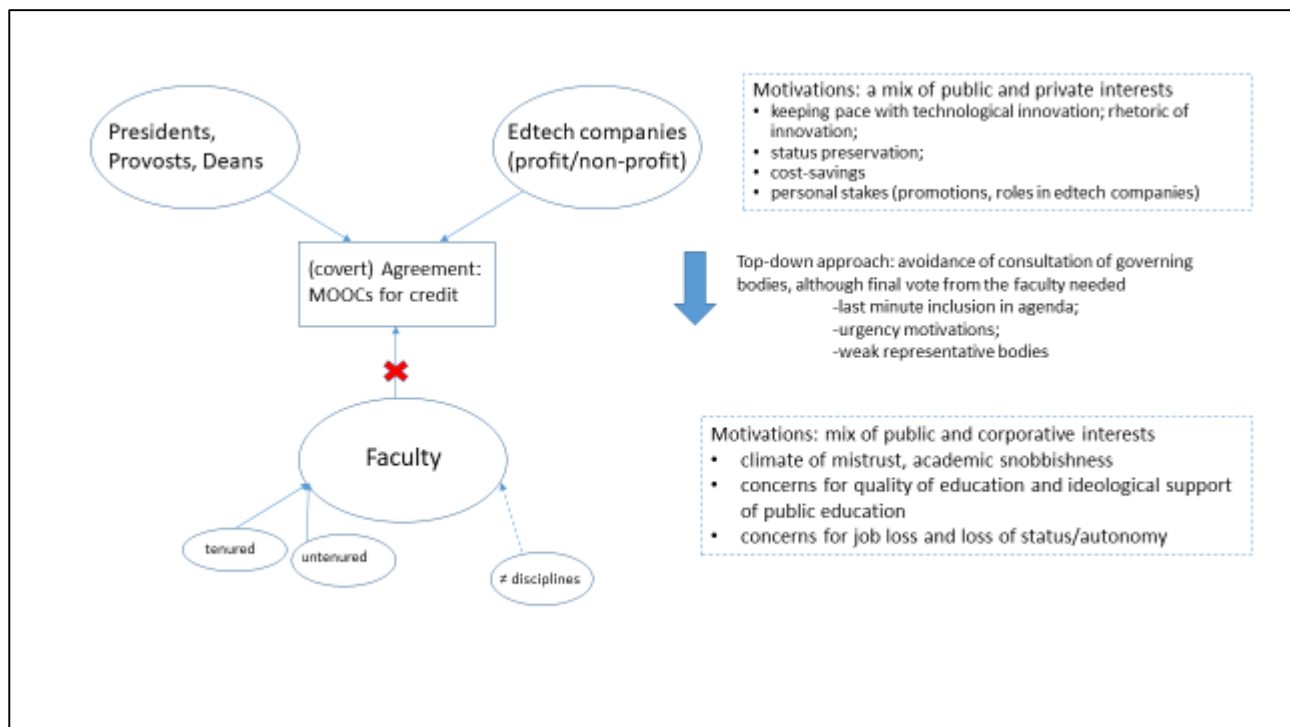 Presidents,
Provosts, Deans
Edtech companies
(profit/non-profit)
(covert) Agreement:
MOOCs for credit
Faculty
tenured
untenured
≠ disciplines
Motivations: a mix of public and private interests
• keeping pace with technological innovation; rhetoric of
innovation;
• status preservation;
• cost-savings
• personal stakes (promotions, roles in edtech companies)
Top-down approach: avoidance of consultation of governing
bodies, although final vote from the faculty needed
-last minute inclusion in agenda;
-urgency motivations;
-weak representative bodies
Motivations: mix of public and corporative interests
• climate of mistrust, academic snobbishness
• concerns for quality of education and ideological support
of public education
• concerns for job loss and loss of status/autonomy